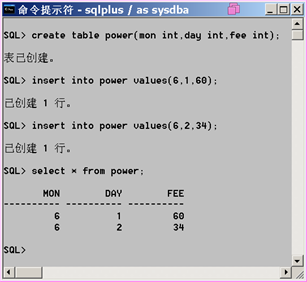 命令提示符 - sqlplus / as sysdba
SQL> create table power(mon int,day int,fee int);
表已创建。
SQL> insert into power values(6,1,60);
已创建 1 行。
SQL> insert into power values(6,2,34);
已创建 1 行。
SQL> select * from power;
MON DAY FEE
---------- ---------- ----------
6 1 60
6 2 34
SQL>